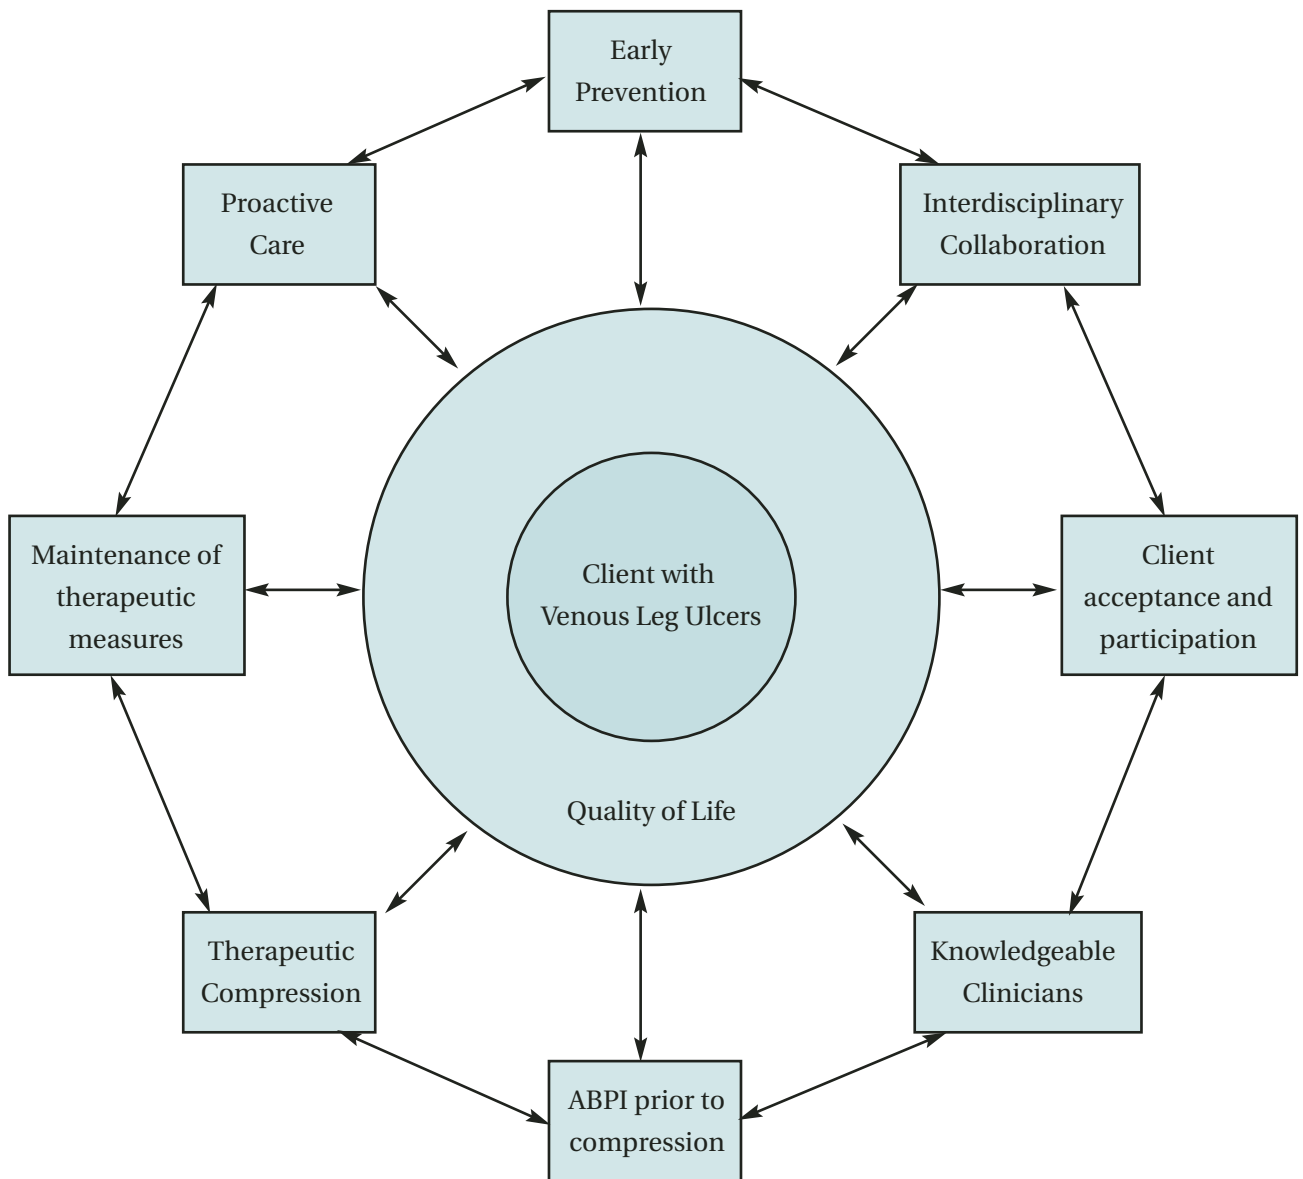 Early
Prevention
Proactive
Care
Interdisciplinary
Collaboration
Maintenance of
therapeutic
measures
Client with
Venous Leg Ulcers
Client
acceptance and
participation
Quality of Life
Therapeutic
Compression
Knowledgeable
Clinicians
ABPI prior to
compression